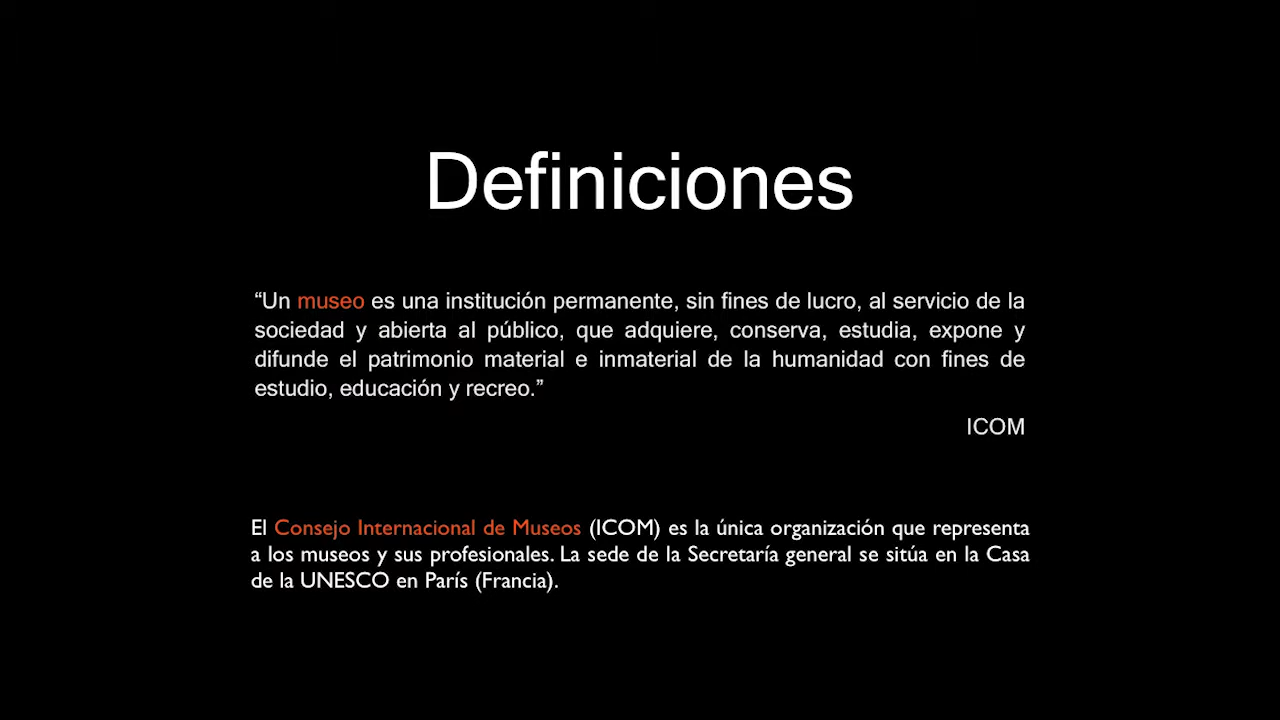 Definiciones
“Un museo es una institución permanente, sin fines de lucro, al servicio de la
sociedad y abierta al público, que adquiere, conserva, estudia, expone y
difunde el patrimonio material e inmaterial de la humanidad con fines de
estudio, educación y recreo.”
ICOM
El Consejo Internacional de Museos (ICOM) es la única organización que representa
a los museos y sus profesionales. La sede de la Secretaría general se sitúa en la Casa
de la UNESCO en París (Francia).